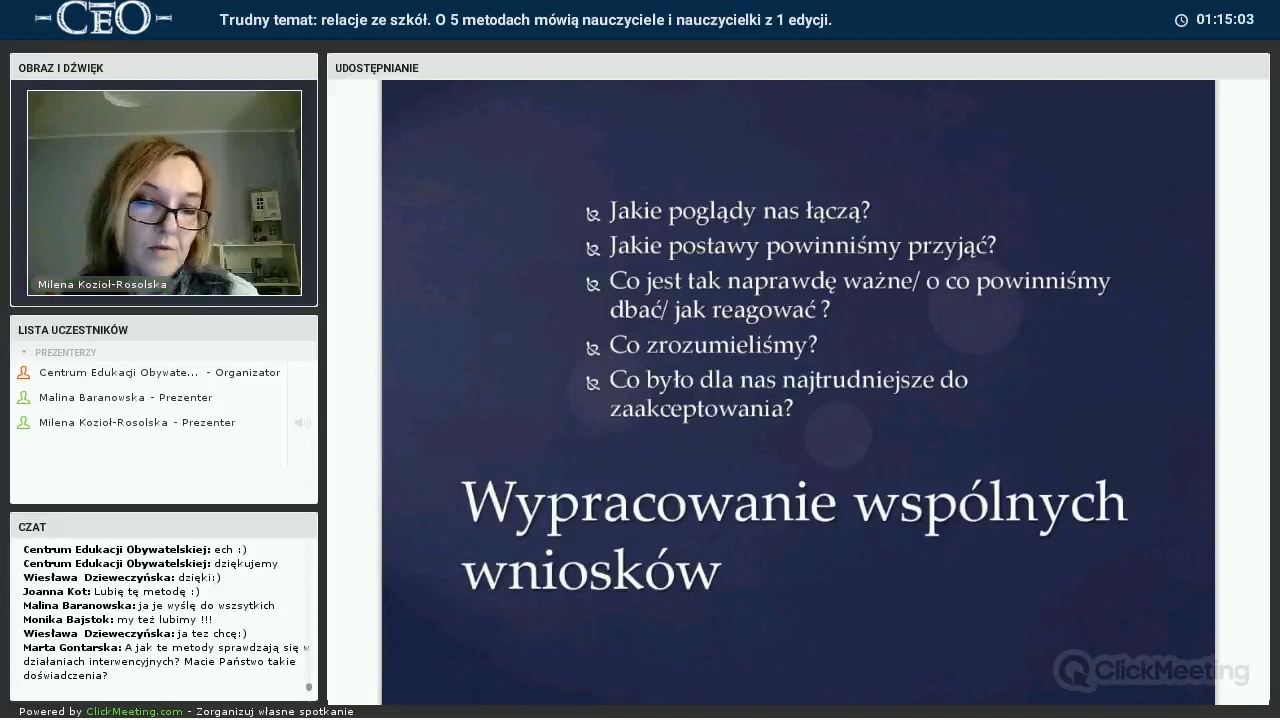 CEO
Trudny temat: relacje ze szkół. O 5 metodach mówią nauczyciele i nauczycielki z 1 edycji.
01:15:03
OBRAZ I DŹWIĘK
Milena Kozioł-Rosolska
LISTA UCZESTNIKÓW
PREZENTERZY
Centrum Edukacji Obywate... - Organizator
Malina Baranowska - Prezenter
Milena Kozioł-Rosolska - Prezenter
CZAT
Centrum Edukacji Obywatelskiej: ech :)
Centrum Edukacji Obywatelskiej: dziękujemy
Wiesława Dzieweczyńska: dzięki:)
Joanna Kot: Lubię tę metodę :)
Malina Baranowska: ja je wyślę do wszsytkich
Monika Bajstok: my też lubimy !!!
Wiesława Dzieweczyńska: ja tez chcę:)
Marta Gontarska: A jak te metody sprawdzają się w
działaniach interwencyjnych? Macie Państwo takie
doświadczenia?
UDOSTĘPNIANIE
Jakie poglądy nas łączą?
Jakie postawy powinniśmy przyjąć?
Co jest tak naprawdę ważne/ o co powinniśmy
dbać/ jak reagować ?
Co zrozumieliśmy?
Co było dla nas najtrudniejsze do
zaakceptowania?
Wypracowanie wspólnych
wniosków
ClickMeeting
Powered by ClickMeeting.com - Zorganizuj własne spotkanie